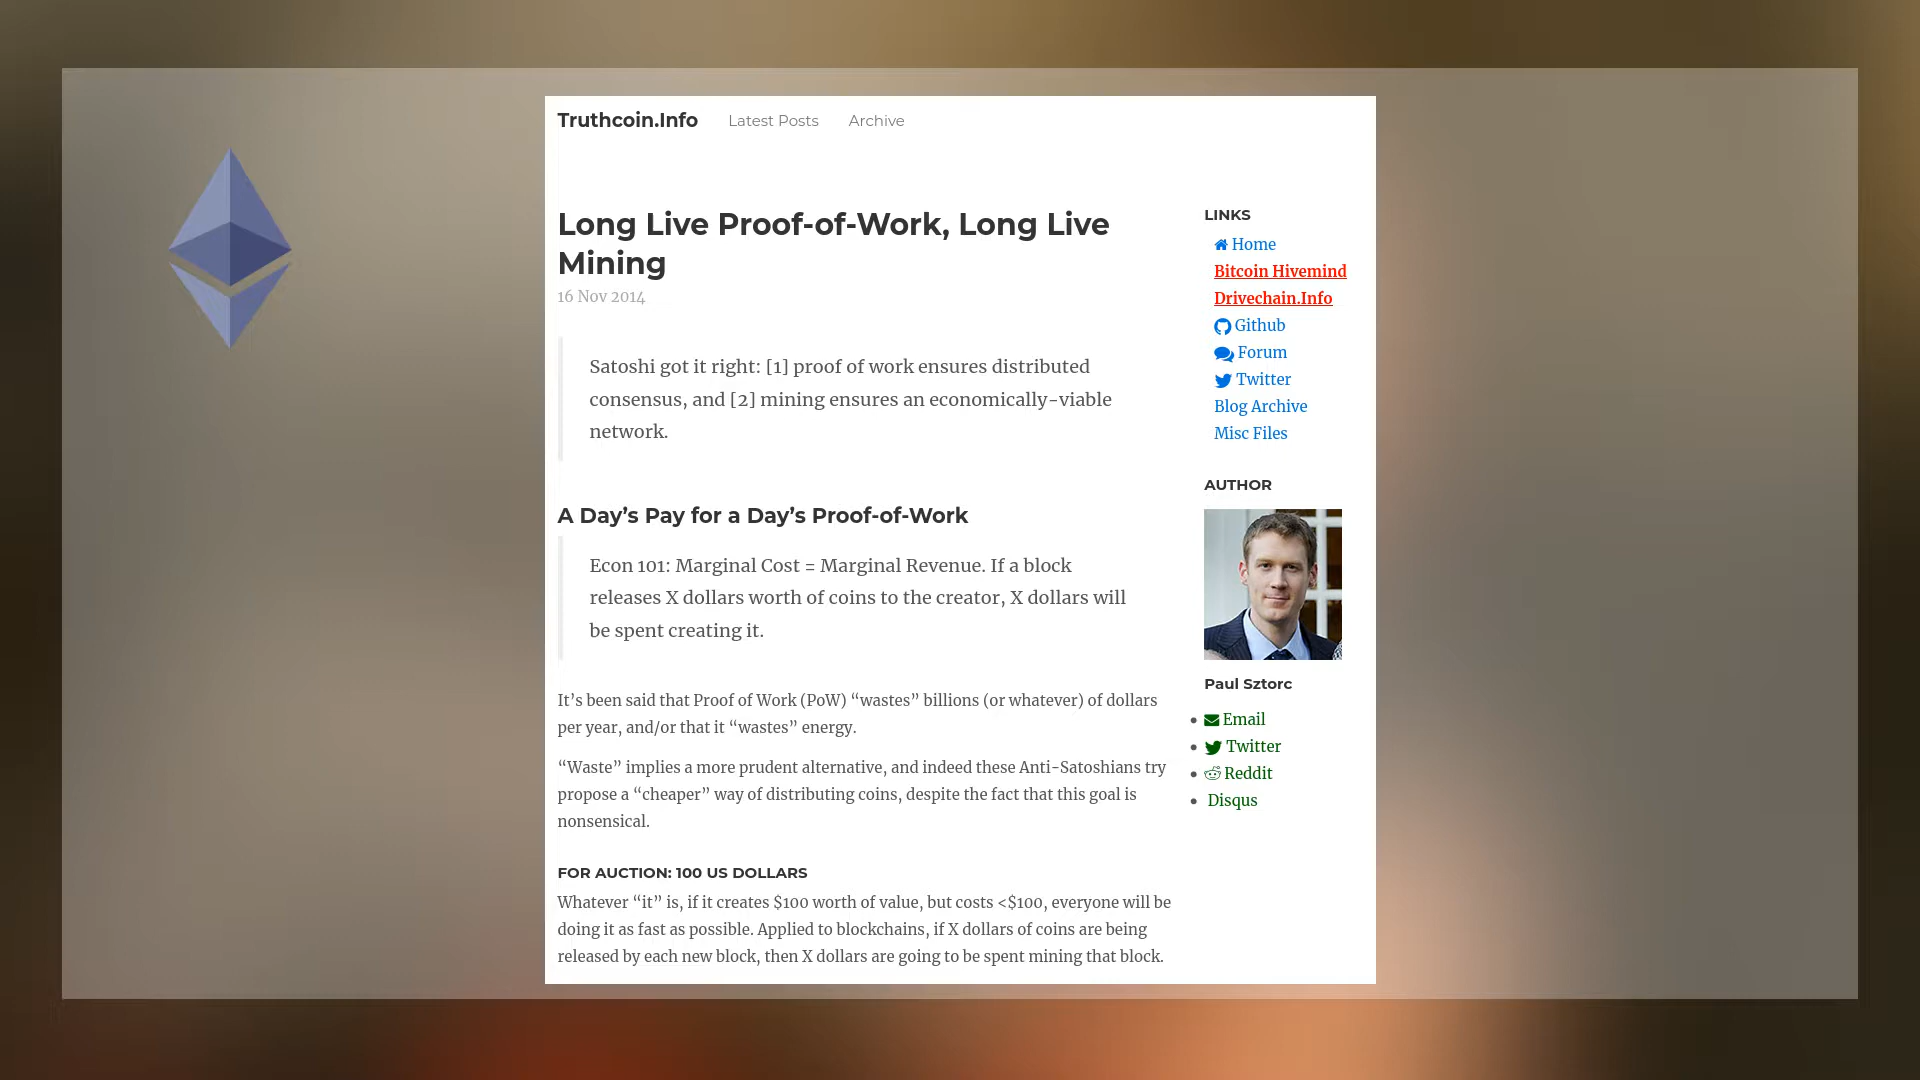 Truthcoin.Info Latest Posts Archive
Long Live Proof-of-Work, Long Live
Mining
16 Nov 2014
Satoshi got it right: [1] proof of work ensures distributed
consensus, and [2] mining ensures an economically-viable
network.
A Day’s Pay for a Day’s Proof-of-Work
Econ 101: Marginal Cost = Marginal Revenue. If a block
releases X dollars worth of coins to the creator, X dollars will
be spent creating it.
It’s been said that Proof of Work (PoW) “wastes” billions (or whatever) of dollars
per year, and/or that it “wastes” energy.
“Waste” implies a more prudent alternative, and indeed these Anti-Satoshians try
propose a “cheaper” way of distributing coins, despite the fact that this goal is
nonsensical.
FOR AUCTION: 100 US DOLLARS
Whatever “it” is, if it creates $100 worth of value, but costs <$100, everyone will be
doing it as fast as possible. Applied to blockchains, if X dollars of coins are being
released by each new block, then X dollars are going to be spent mining that block.
LINKS
Home
Bitcoin Hivemind
Drivechain.Info
Github
Forum
Twitter
Blog Archive
Misc Files
AUTHOR
Paul Sztorc
Email
Twitter
Reddit
Disqus